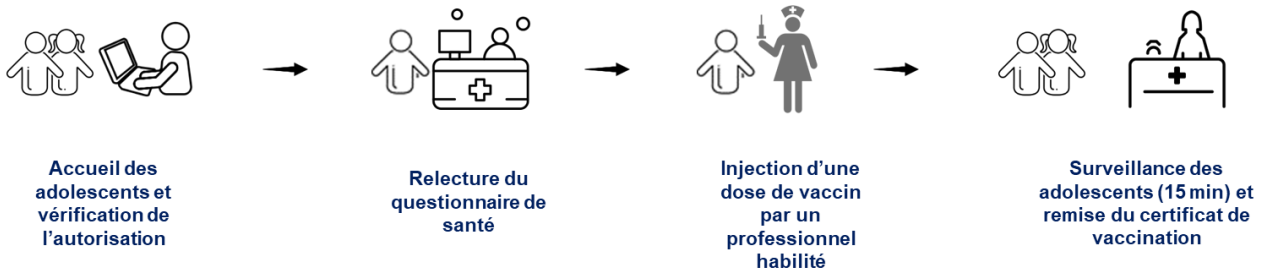 Accueil des
adolescents et
vérification de
l'autorisation
Relecture du
questionnaire de
santé
Injection d'une
dose de vaccin
par un
professionnel
habilité
Surveillance des
adolescents (15 min) et
remise du certificat de
vaccination